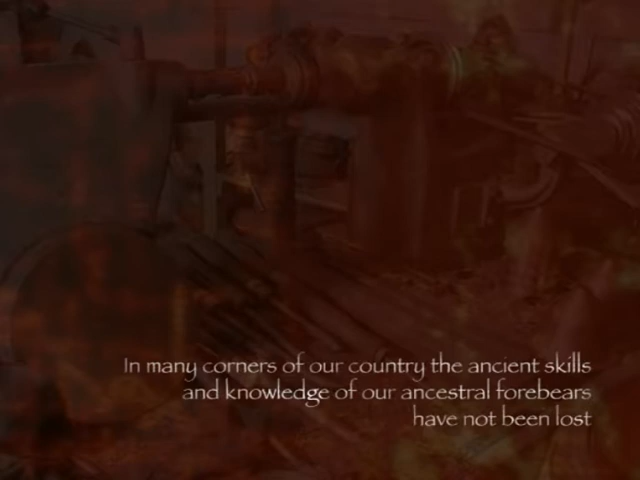 In many corners of our country the ancient skills
and knowledge of our ancestral forebears
have not been lost